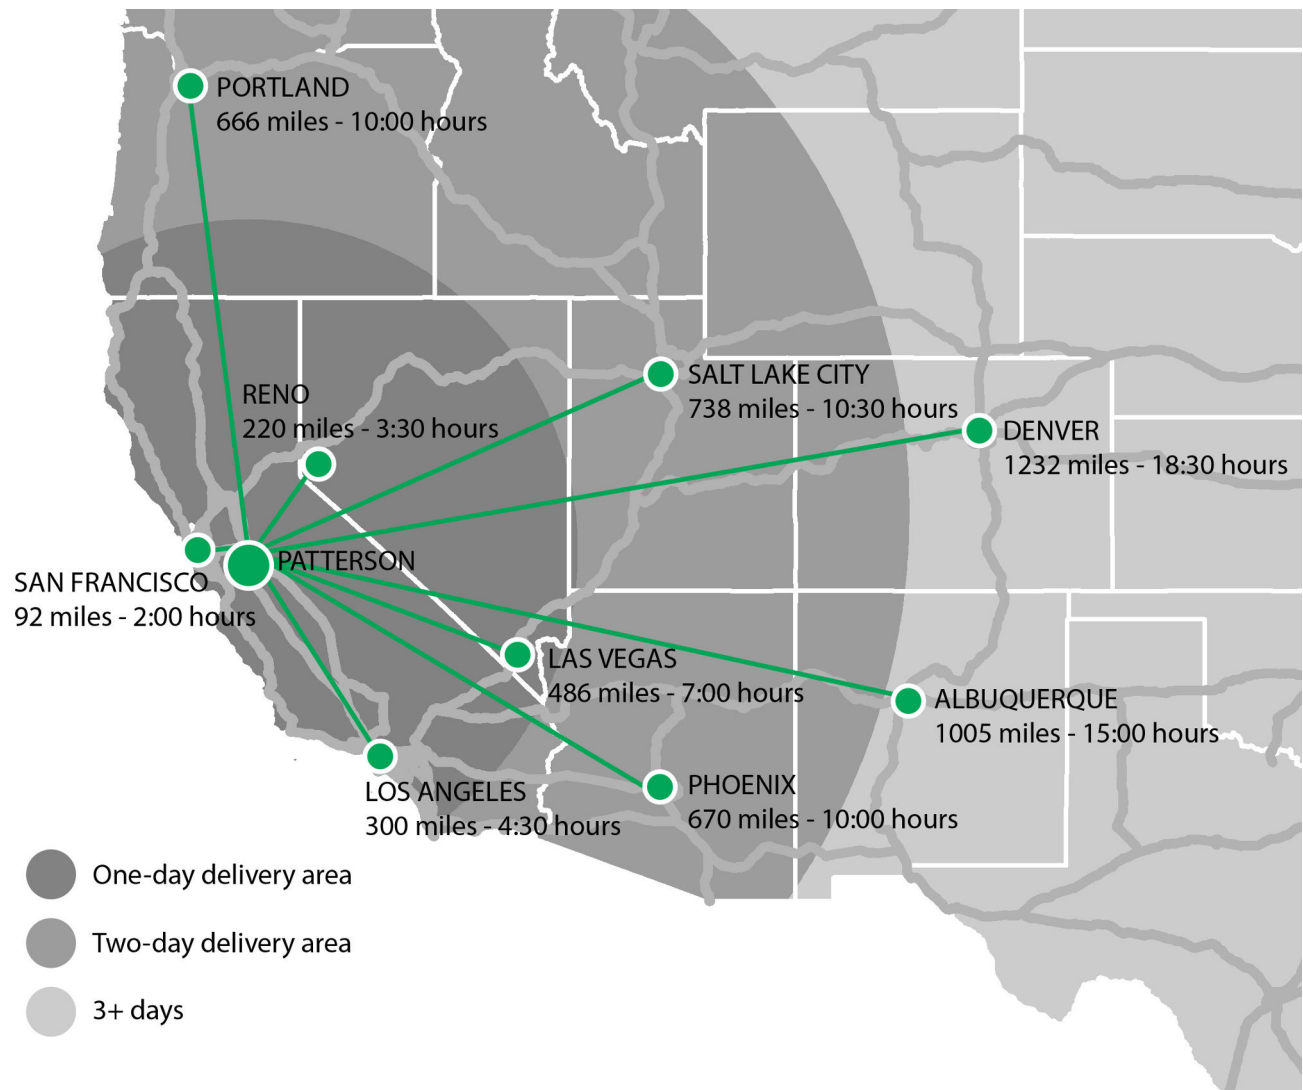 PORTLAND
666 miles - 10:00 hours
RENO
220 miles - 3:30 hours
SALT LAKE CITY
738 miles - 10:30 hours
DENVER
1232 miles - 18:30 hours
PATTERSON
SAN FRANCISCO
92 miles - 2:00 hours
LAS VEGAS
486 miles - 7:00 hours
ALBUQUERQUE
1005 miles - 15:00 hours
LOS ANGELES
300 miles - 4:30 hours
PHOENIX
670 miles - 10:00 hours
One-day delivery area
Two-day delivery area
3+ days